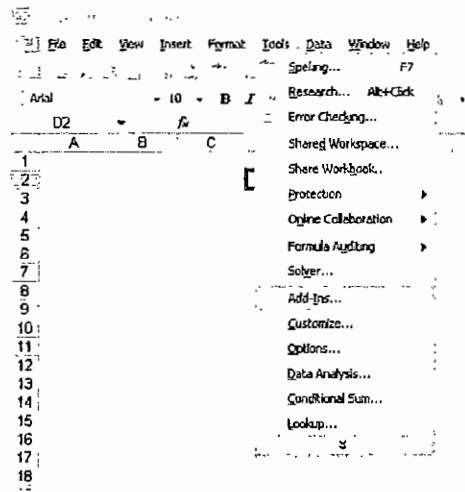 File Edit View Insert Format Tools Data Window Help
Spelling... F7
Arial 10 B I
Research... Alt+Click
Error Checking...
D2 fx
Shared Workspace...
A B C
Share Workbook..
1
2
3
Protection
4
Online Collaboration
5
6
Formula Auditing
7
Solver...
8
Add-Ins...
9
10
Customize...
11
Options...
12
13
Data Analysis...
14
Conditional Sum...
15
Lookup...
16
17
18